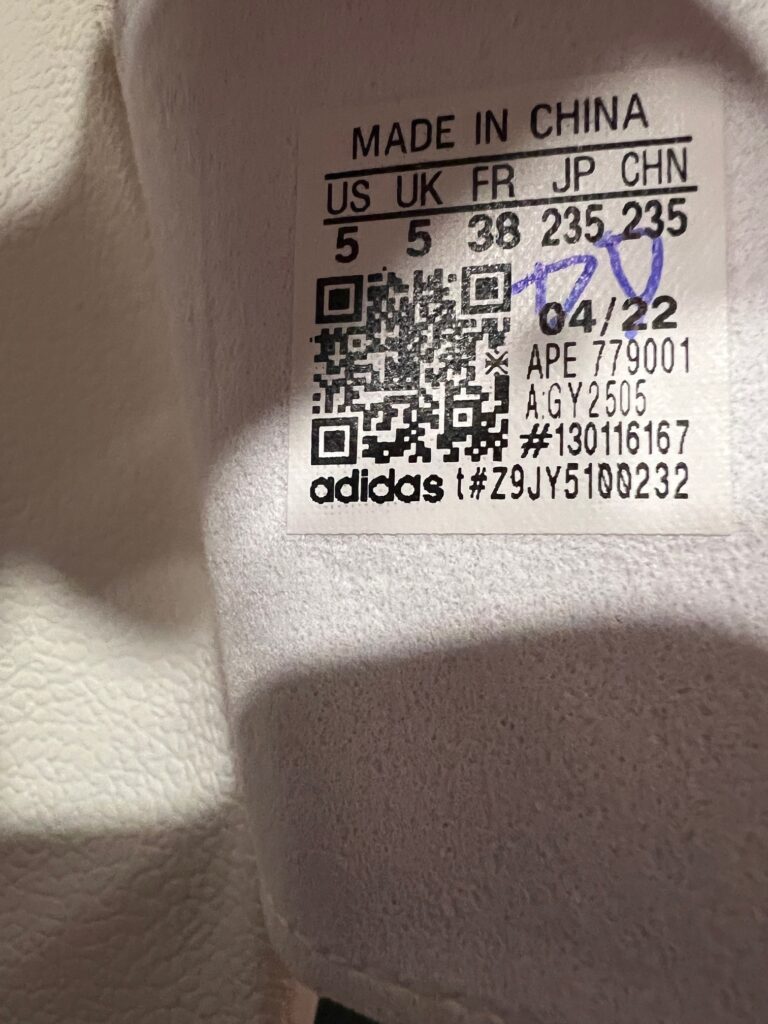 MADE IN CHINA
US UK FR JP CHN
5 5 38 235 235
04/22
APE 779001
A:GY2505
#130116167
adidas t#Z9JY5100232